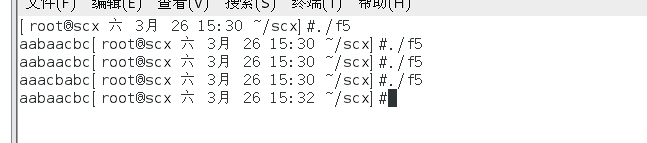 文件(F) 编辑(E) 查看(V) 搜索(S) 终端(T) 帮助(H)
[root@scx 六 3月 26 15:30 ~/scx]#./f5
aabaacbc[root@scx 六 3月 26 15:30 ~/scx]#./f5
aabaacbc[root@scx 六 3月 26 15:30 ~/scx]#./f5
aaacbabc[root@scx 六 3月 26 15:30 ~/scx]#./f5
aabaacbc[root@scx 六 3月 26 15:32 ~/scx]#